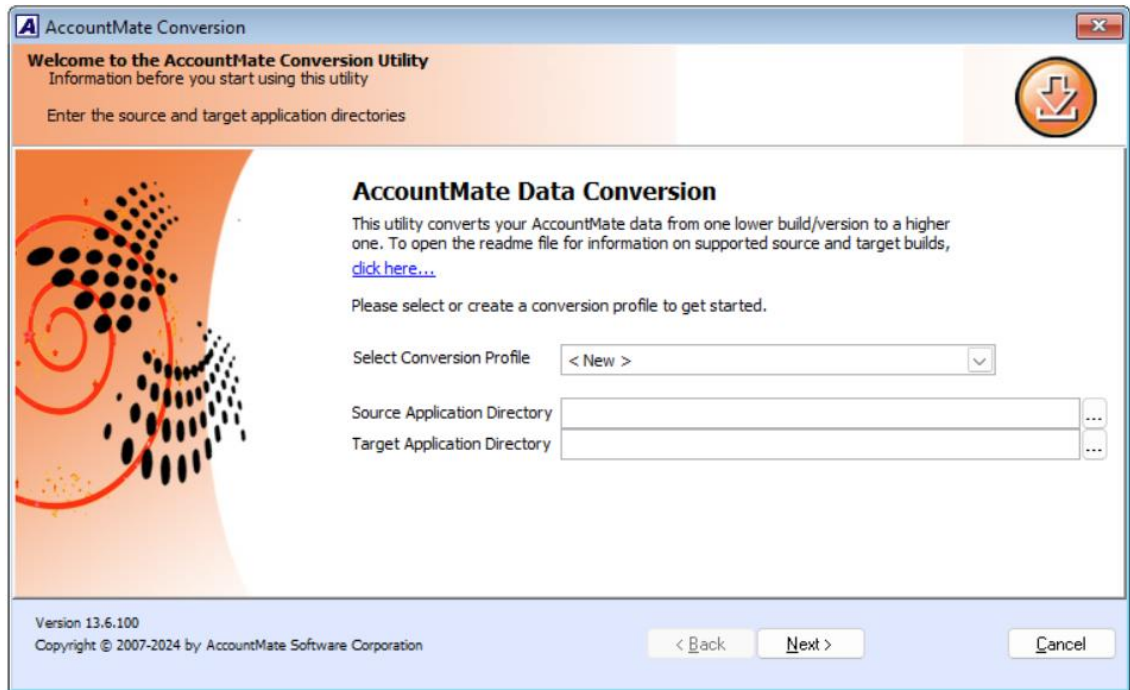 AccountMate Conversion
Welcome to the AccountMate Conversion Utility
Information before you start using this utility
Enter the source and target application directories
AccountMate Data Conversion
This utility converts your AccountMate data from one lower build/version to a higher
one. To open the readme file for information on supported source and target builds,
click here...
Please select or create a conversion profile to get started.
Select Conversion Profile < New >
Source Application Directory ...
Target Application Directory ...
Version 13.6.100
Copyright © 2007-2024 by AccountMate Software Corporation
< Back Next > Cancel